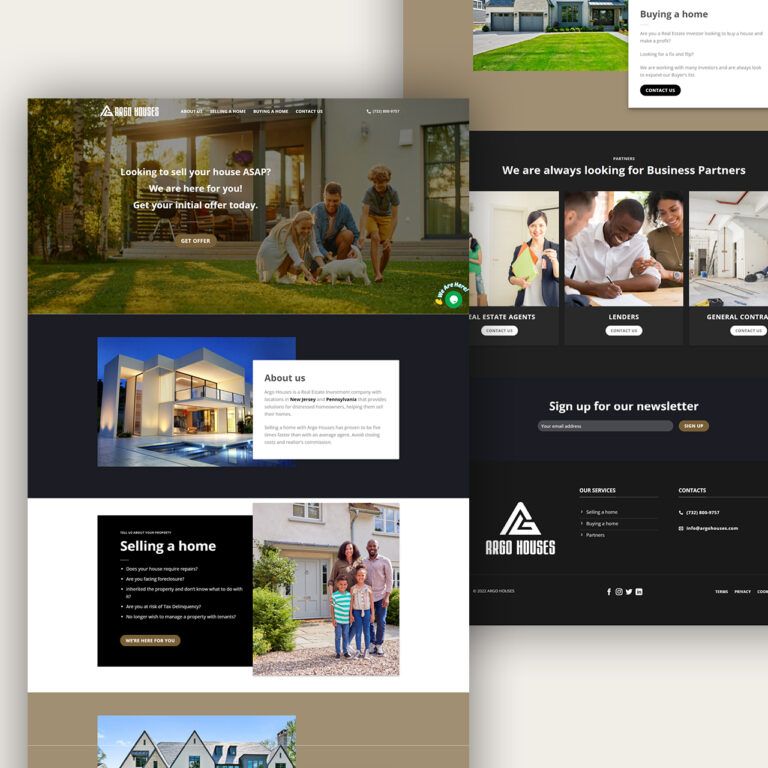 ARGO HOUSES
ABOUT US
SELLING A HOME
BUYING A HOME
CONTACT US
(732) 800-9757
Looking to sell your house ASAP?
We are here for you!
Get your initial offer today.
GET OFFER
We Are Here!
About us
Argo Houses is a Real Estate Investment company with
locations in New Jersey and Pennsylvania that provides
solutions for distressed homeowners, helping them sell
their homes.
Selling a home with Argo Houses has proven to be five
times faster than with an average agent. Avoid closing
costs and realtor's commission.
TELL US ABOUT YOUR PROPERTY
Selling a home
Does your house require repairs?
Are you facing foreclosure?
Inherited the property and don't know what to do with
it?
Are you at risk of Tax Delinquency?
No longer wish to manage a property with tenants?
WE'RE HERE FOR YOU
Buying a home
Are you a Real Estate Investor looking to buy a house and
make a profit?
Looking for a fix and flip?
We are working with many investors and are always look
to expand our Buyer's list.
CONTACT US
PARTNERS
We are always looking for Business Partners
EAL ESTATE AGENTS
CONTACT US
LENDERS
CONTACT US
GENERAL CONTRA
CONTACT US
Sign up for our newsletter
Your email address
SIGN UP
ARGO HOUSES
OUR SERVICES
Selling a home
Buying a home
Partners
CONTACTS
(732) 800-9757
info@argohouses.com
© 2022 ARGO HOUSES
TERMS
PRIVACY
COOK